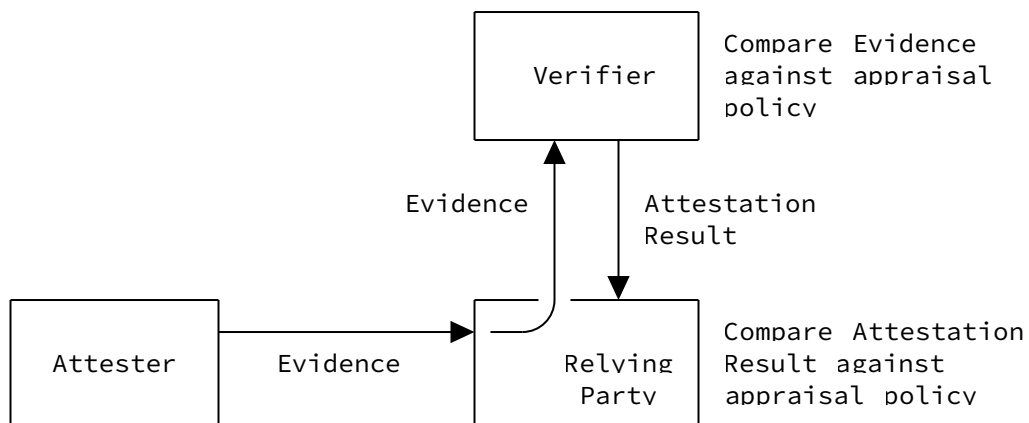 Verifier
Compare Evidence
against appraisal
policy
Evidence
Attestation
Result
Attester
Evidence
Relying
Party
Compare Attestation
Result against
appraisal policy